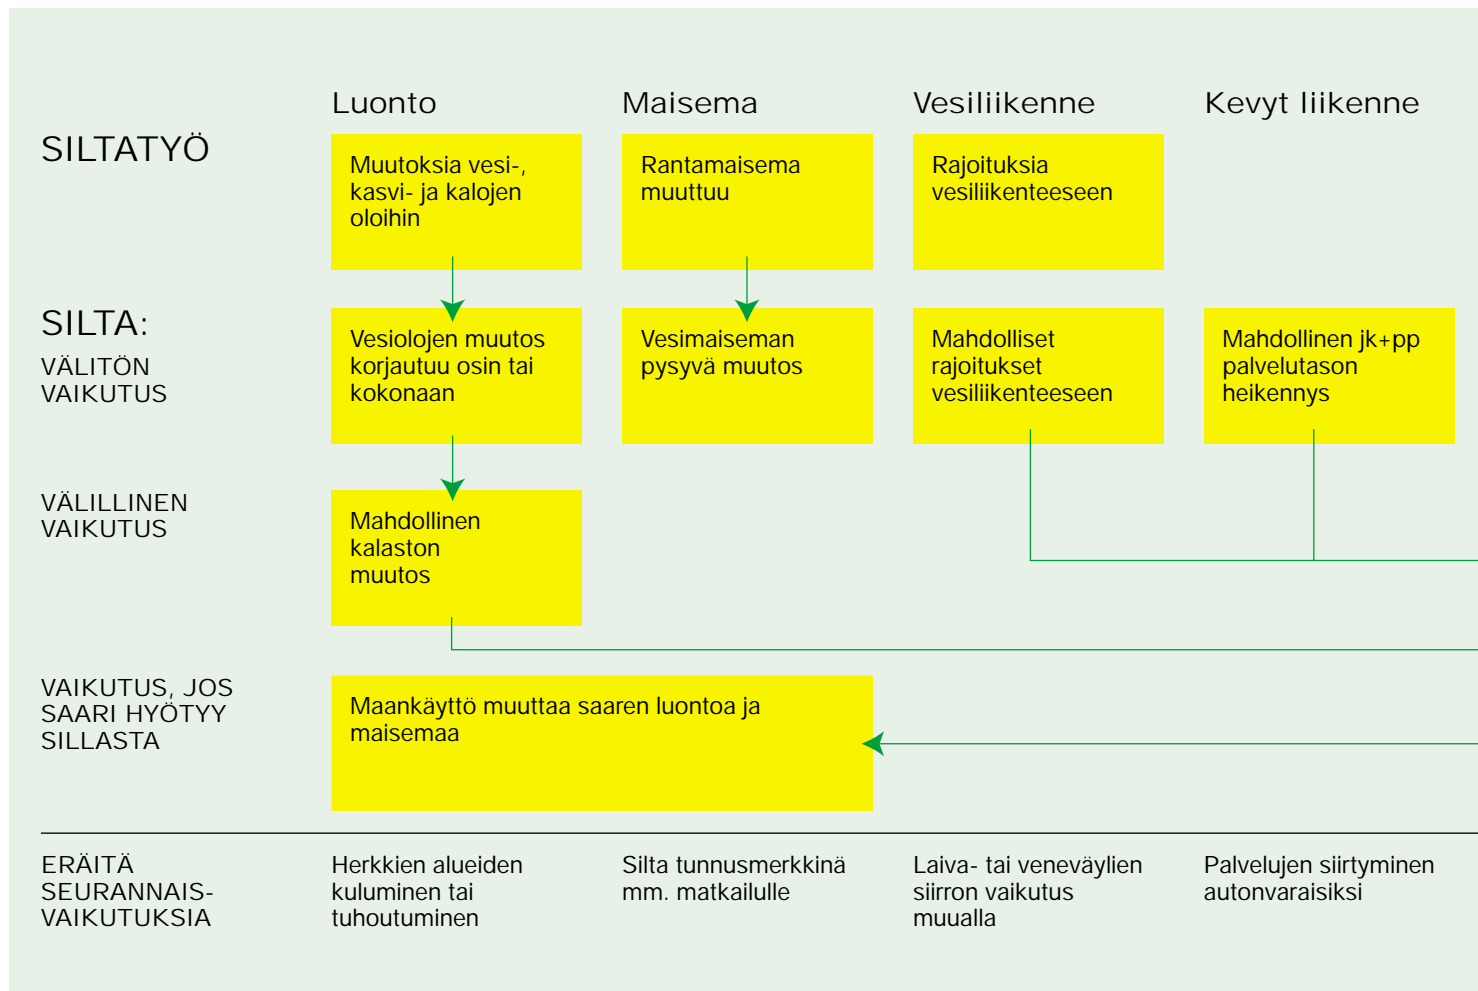 Luonto
Maisema
Vesiliikenne
Kevyt liikenne
SILTATYÖ
Muutoksia vesi-,
kasvi- ja kalojen
oloihin
Rantamaisema
muuttuu
Rajoituksia
vesiliikenteeseen
SILTA:
VÄLITÖN
VAIKUTUS
Vesiolojen muutos
korjautuu osin tai
kokonaan
Vesimaiseman
pysyvä muutos
Mahdolliset
rajoitukset
vesiliikenteeseen
Mahdollinen jk+pp
palvelutason
heikennys
VÄLILLINEN
VAIKUTUS
Mahdollinen
kalaston
muutos
VAIKUTUS, JOS
SAARI HYÖTYY
SILLASTA
Maankäyttö muuttaa saaren luontoa ja
maisemaa
ERÄITÄ
SEURANNAIS-
VAIKUTUKSIA
Herkkien alueiden
kuluminen tai
tuhoutuminen
Silta tunnusmerkkinä
mm. matkailulle
Laiva- tai veneväylien
siirron vaikutus
muualla
Palvelujen siirtyminen
autonvaraisiksi